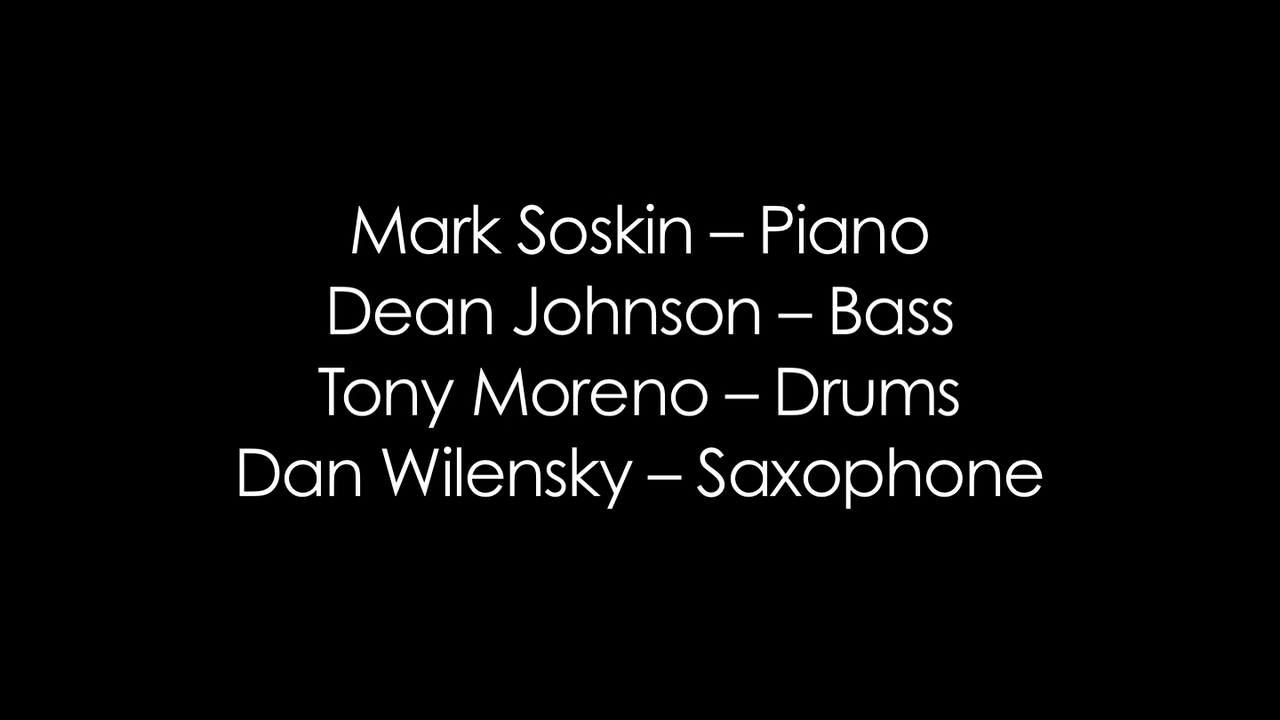 Mark Soskin – Piano
Dean Johnson – Bass
Tony Moreno – Drums
Dan Wilensky – Saxophone